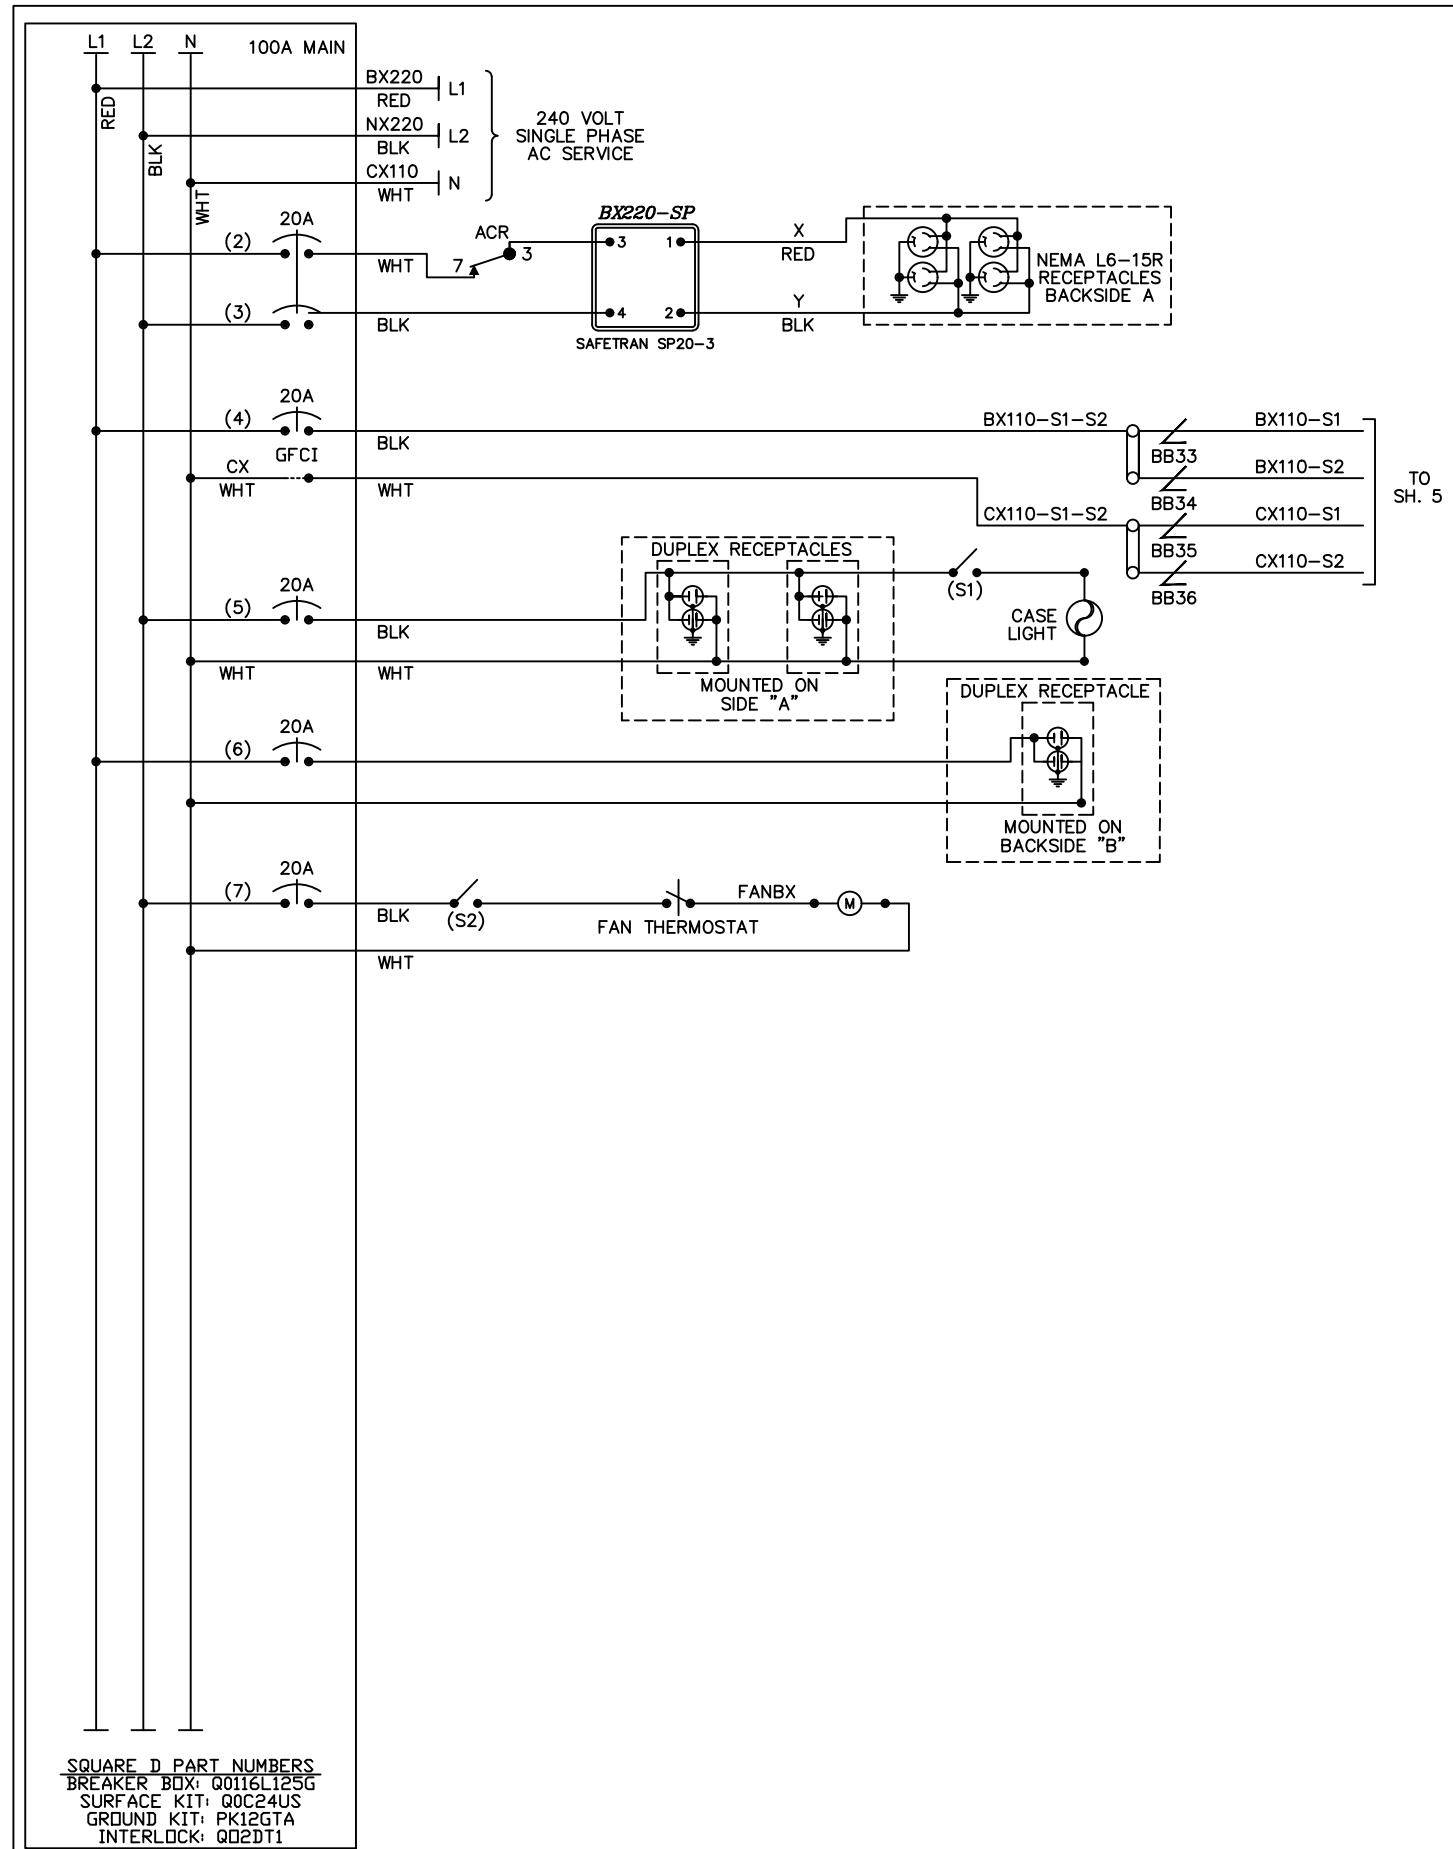 L1 L2 N 100A MAIN
RED
BLK
WHT
BX220
RED
L1
NX220
BLK
L2
CX110
WHT
N
240 VOLT
SINGLE PHASE
AC SERVICE
20A
(2)
WHT
7
ACR
3
(3)
BLK
BX220-SP
3 1
4 2
SAFETRAN SP20-3
X
RED
Y
BLK
NEMA L6-15R
RECEPTACLES
BACKSIDE A
20A
(4)
GFCI
BLK
CX
WHT
WHT
BX110-S1-S2
BB33
BX110-S1
BB34
BX110-S2
CX110-S1-S2
BB35
CX110-S1
BB36
CX110-S2
TO
SH. 5
20A
(5)
BLK
WHT
WHT
DUPLEX RECEPTACLES
MOUNTED ON
SIDE "A"
(S1)
CASE
LIGHT
20A
(6)
DUPLEX RECEPTACLE
MOUNTED ON
BACKSIDE "B"
20A
(7)
BLK
(S2)
FAN THERMOSTAT
FANBX
M
WHT
SQUARE D PART NUMBERS
BREAKER BOX: Q0116L125G
SURFACE KIT: Q0C24US
GROUND KIT: PK12GTA
INTERLOCK: QO2DT1